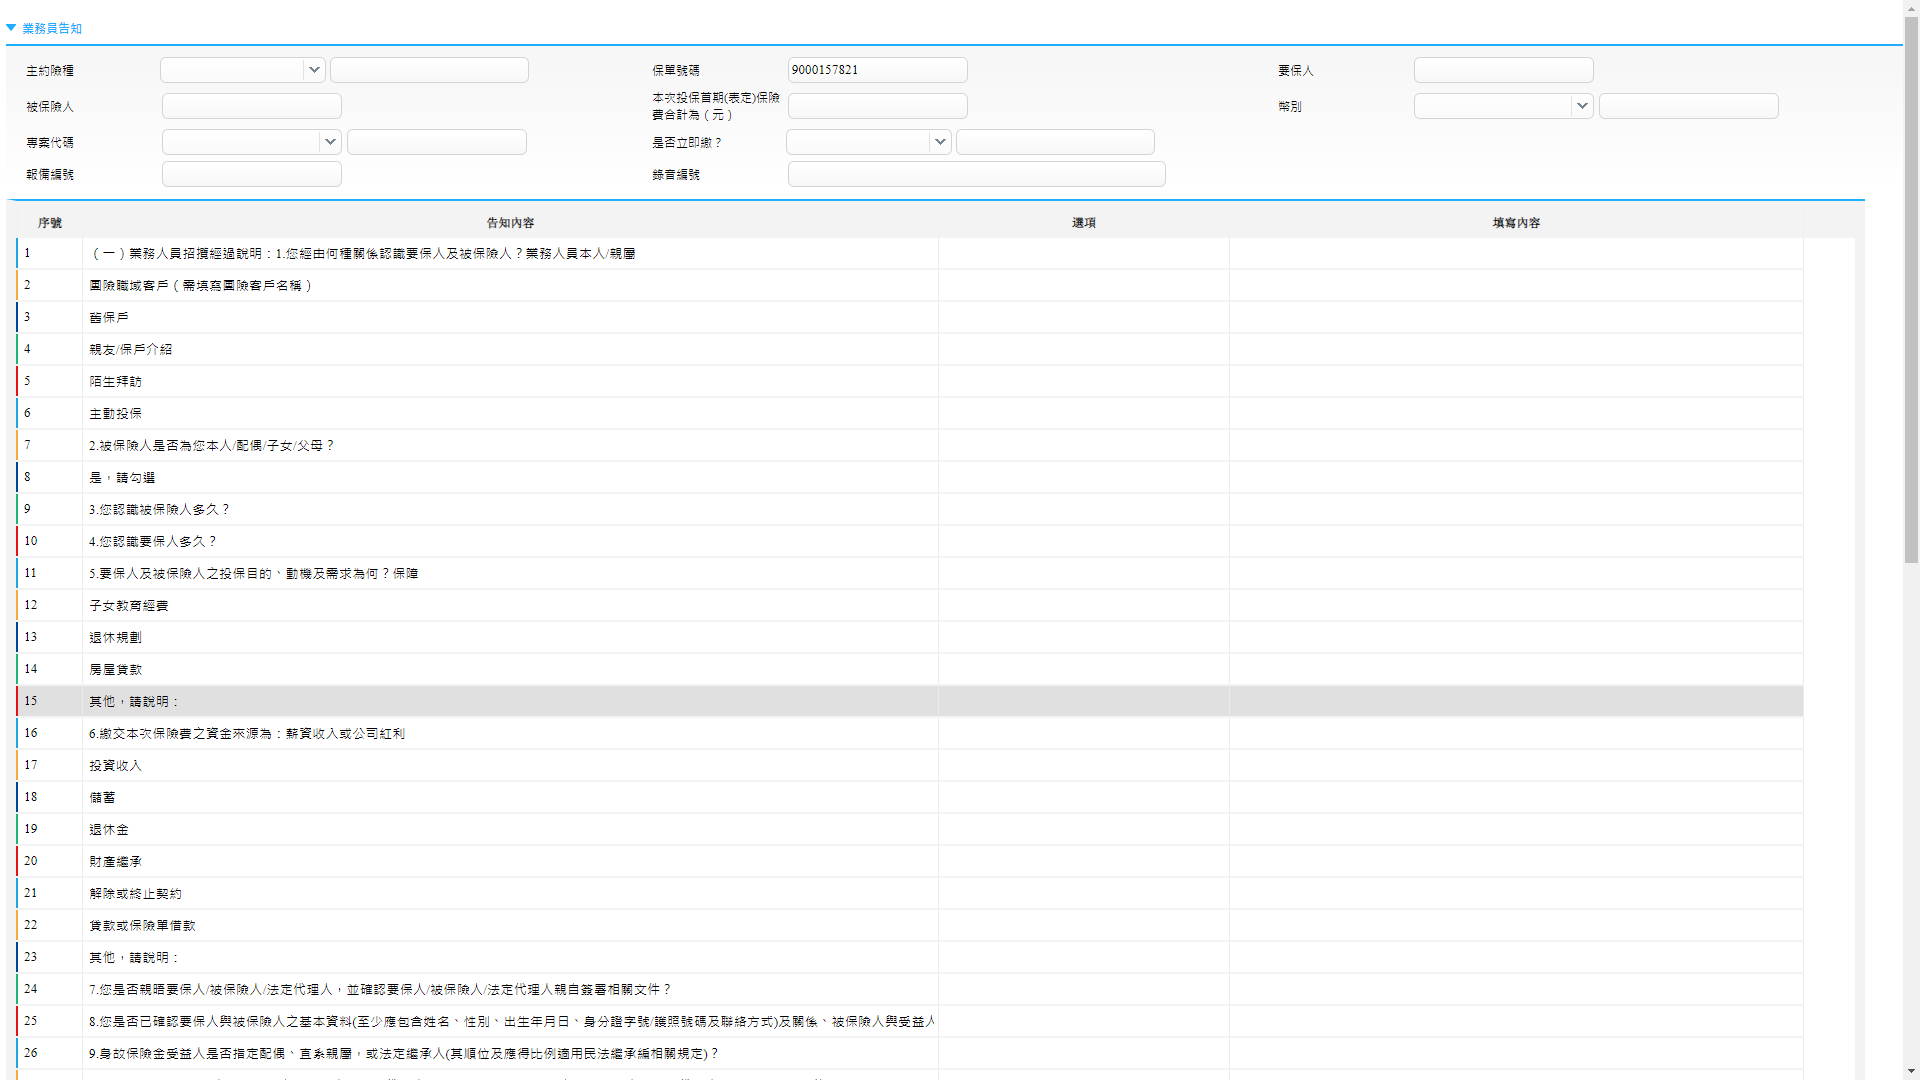 業務員告知
主約險種 保單號碼 9000157821 要保人
被保險人 本次投保首期(表定)保險費合計為（元） 幣別
專案代碼 是否立即繳？
報備編號 錄音編號
序號 告知內容 選項 填寫內容
1 （一）業務人員招攬經過說明：1.您經由何種關係認識要保人及被保險人？業務人員本人/親屬
2 團險職域客戶（需填寫團險客戶名稱）
3 舊保戶
4 親友/保戶介紹
5 陌生拜訪
6 主動投保
7 2.被保險人是否為您本人/配偶/子女/父母？
8 是，請勾選
9 3.您認識被保險人多久？
10 4.您認識要保人多久？
11 5.要保人及被保險人之投保目的、動機及需求為何？保障
12 子女教育經費
13 退休規劃
14 房屋貸款
15 其他，請說明：
16 6.繳交本次保險費之資金來源為：薪資收入或公司紅利
17 投資收入
18 儲蓄
19 退休金
20 財產繼承
21 解除或終止契約
22 貸款或保險單借款
23 其他，請說明：
24 7.您是否親晤要保人/被保險人/法定代理人，並確認要保人/被保險人/法定代理人親自簽署相關文件？
25 8.您是否已確認要保人與被保險人之基本資料(至少應包含姓名、性別、出生年月日、身分證字號/護照號碼及聯絡方式)及關係、被保險人與受益人
26 9.身故保險金受益人是否指定配偶、直系親屬，或法定繼承人(其順位及應得比例適用民法繼承編相關規定)？